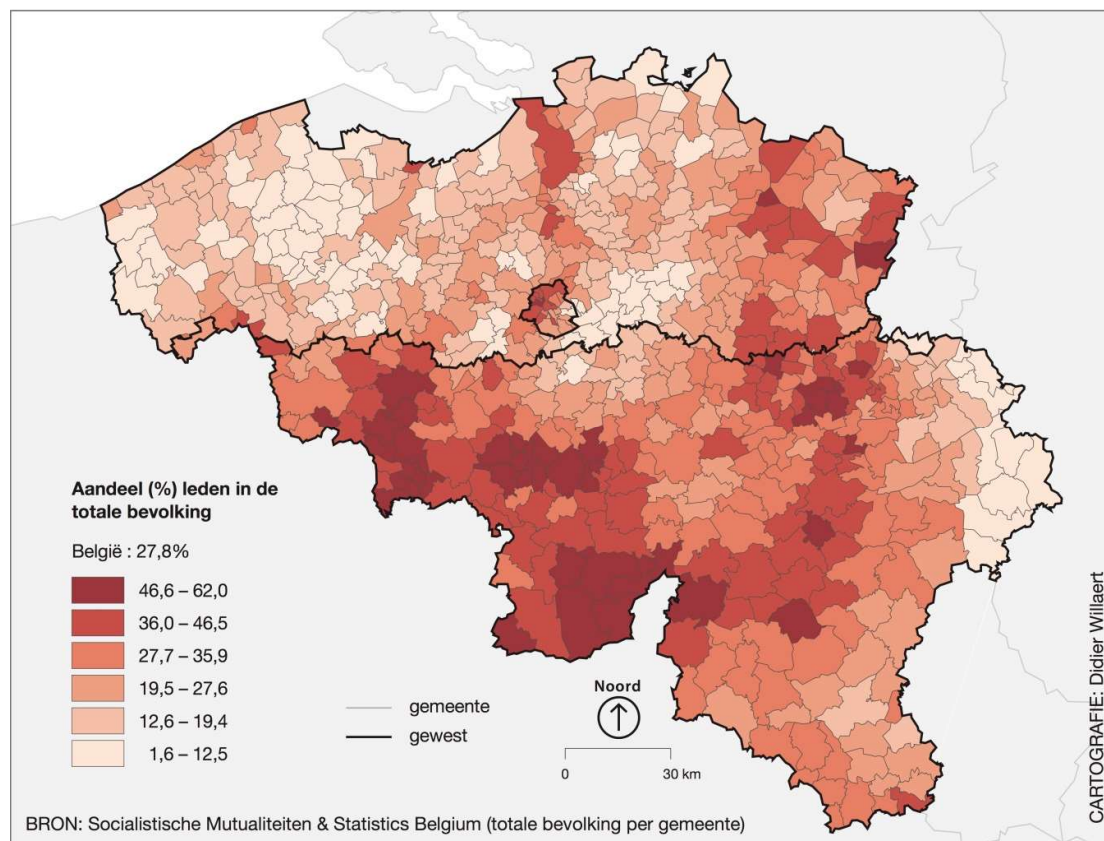 Aandeel (%) leden in de
totale bevolking
België : 27,8%
46,6 – 62,0
36,0 – 46,5
27,7 – 35,9
19,5 – 27,6
12,6 – 19,4
1,6 – 12,5
gemeente
gewest
Noord
0 30 km
BRON: Socialistische Mutualiteiten & Statistics Belgium (totale bevolking per gemeente)
CARTOGRAFIE: Didier Willaert